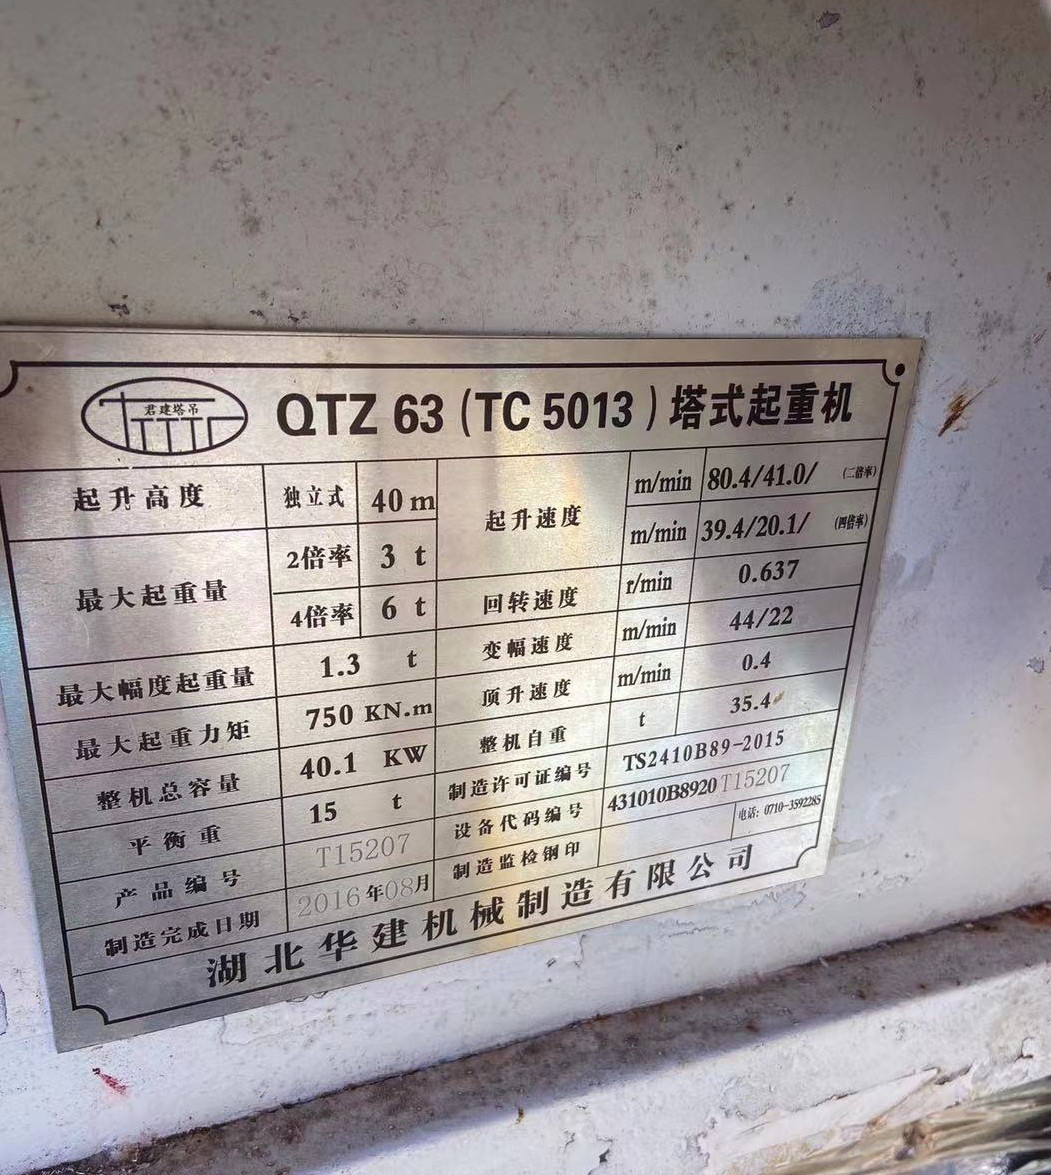 君建塔吊
QTZ 63 (TC 5013) 塔式起重机
起升高度 独立式 40 m
最大起重量 2倍率 3 t
4倍率 6 t
最大幅度起重量 1.3 t
最大起重力矩 750 KN.m
整机总容量 40.1 KW
平衡重 15 t
产品编号 T15207
制造完成日期 2016年08月
起升速度 m/min 80.4/41.0/ (二倍率)
m/min 39.4/20.1/ (四倍率)
回转速度 r/min 0.637
变幅速度 m/min 44/22
顶升速度 m/min 0.4
整机自重 t 35.4
制造许可证编号 TS2410B89-2015
设备代码编号 431010B8920T15207
制造监检钢印 电话: 0710-3592285
湖北华建机械制造有限公司